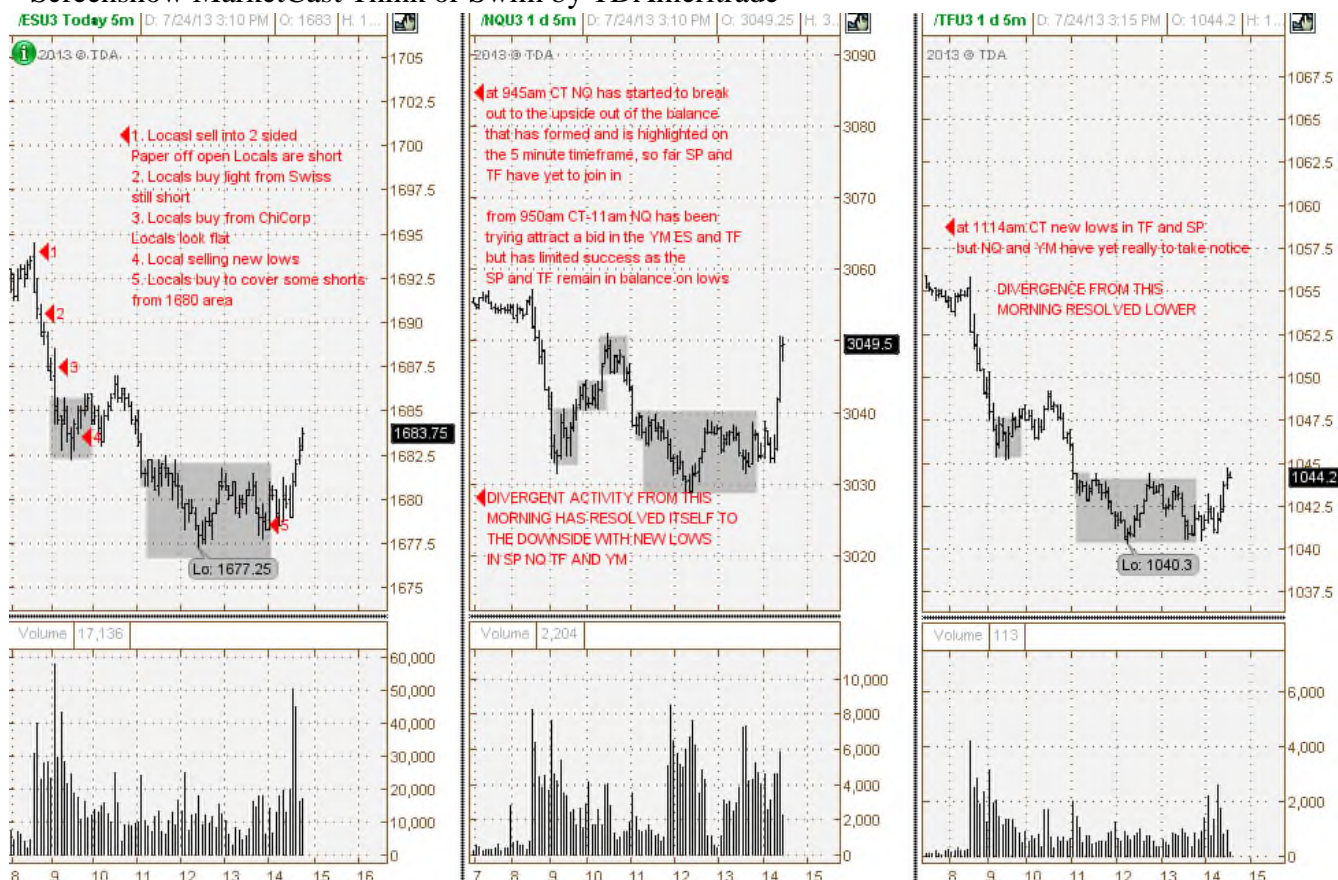 Screenshow MarketCast Think or Swim by TDAmeritrade
/ESU3 Today 5m D: 7/24/13 3:10 PM O: 1683 H: 1...
2013 @ TDA
1. Locasl sell into 2 sided
Paper off open Locals are short
2. Locals buy light from Swiss
still short
3. Locals buy from ChiCorp
Locals look flat
4. Local selling new lows
5. Locals buy to cover some shorts
from 1680 area
1
2
3
4
5
Lo: 1677.25
1705
1702.5
1700
1697.5
1695
1692.5
1690
1687.5
1685
1683.75
1682.5
1680
1677.5
1675
Volume 17,136
60,000
50,000
40,000
30,000
20,000
10,000
0
8 9 10 11 12 13 14 15 16
/NQU3 1 d 5m D: 7/24/13 3:10 PM O: 3049.25 H: 3...
2013 @ TDA
at 945am CT NQ has started to break
out to the upside out of the balance
that has formed and is highlighted on
the 5 minute timeframe, so far SP and
TF have yet to join in
from 950am CT-11am NQ has been
trying attract a bid in the YM ES and TF
but has limited success as the
SP and TF remain in balance on lows
DIVERGENT ACTIVITY FROM THIS
MORNING HAS RESOLVED ITSELF TO
THE DOWNSIDE WITH NEW LOWS
IN SP NQ TF AND YM
3090
3080
3070
3060
3049.5
3040
3030
3020
Volume 2,204
10,000
8,000
6,000
4,000
2,000
0
7 8 9 10 11 12 13 14 15
/TFU3 1 d 5m D: 7/24/13 3:15 PM O: 1044.2 H: 1...
2013 @ TDA
at 1114am CT new lows in TF and SP
but NQ and YM have yet really to take notice
DIVERGENCE FROM THIS
MORNING RESOLVED LOWER
Lo: 1040.3
1067.5
1065
1062.5
1060
1057.5
1055
1052.5
1050
1047.5
1045
1044.2
1042.5
1040
1037.5
Volume 113
6,000
4,000
2,000
0
8 9 10 11 12 13 14 15